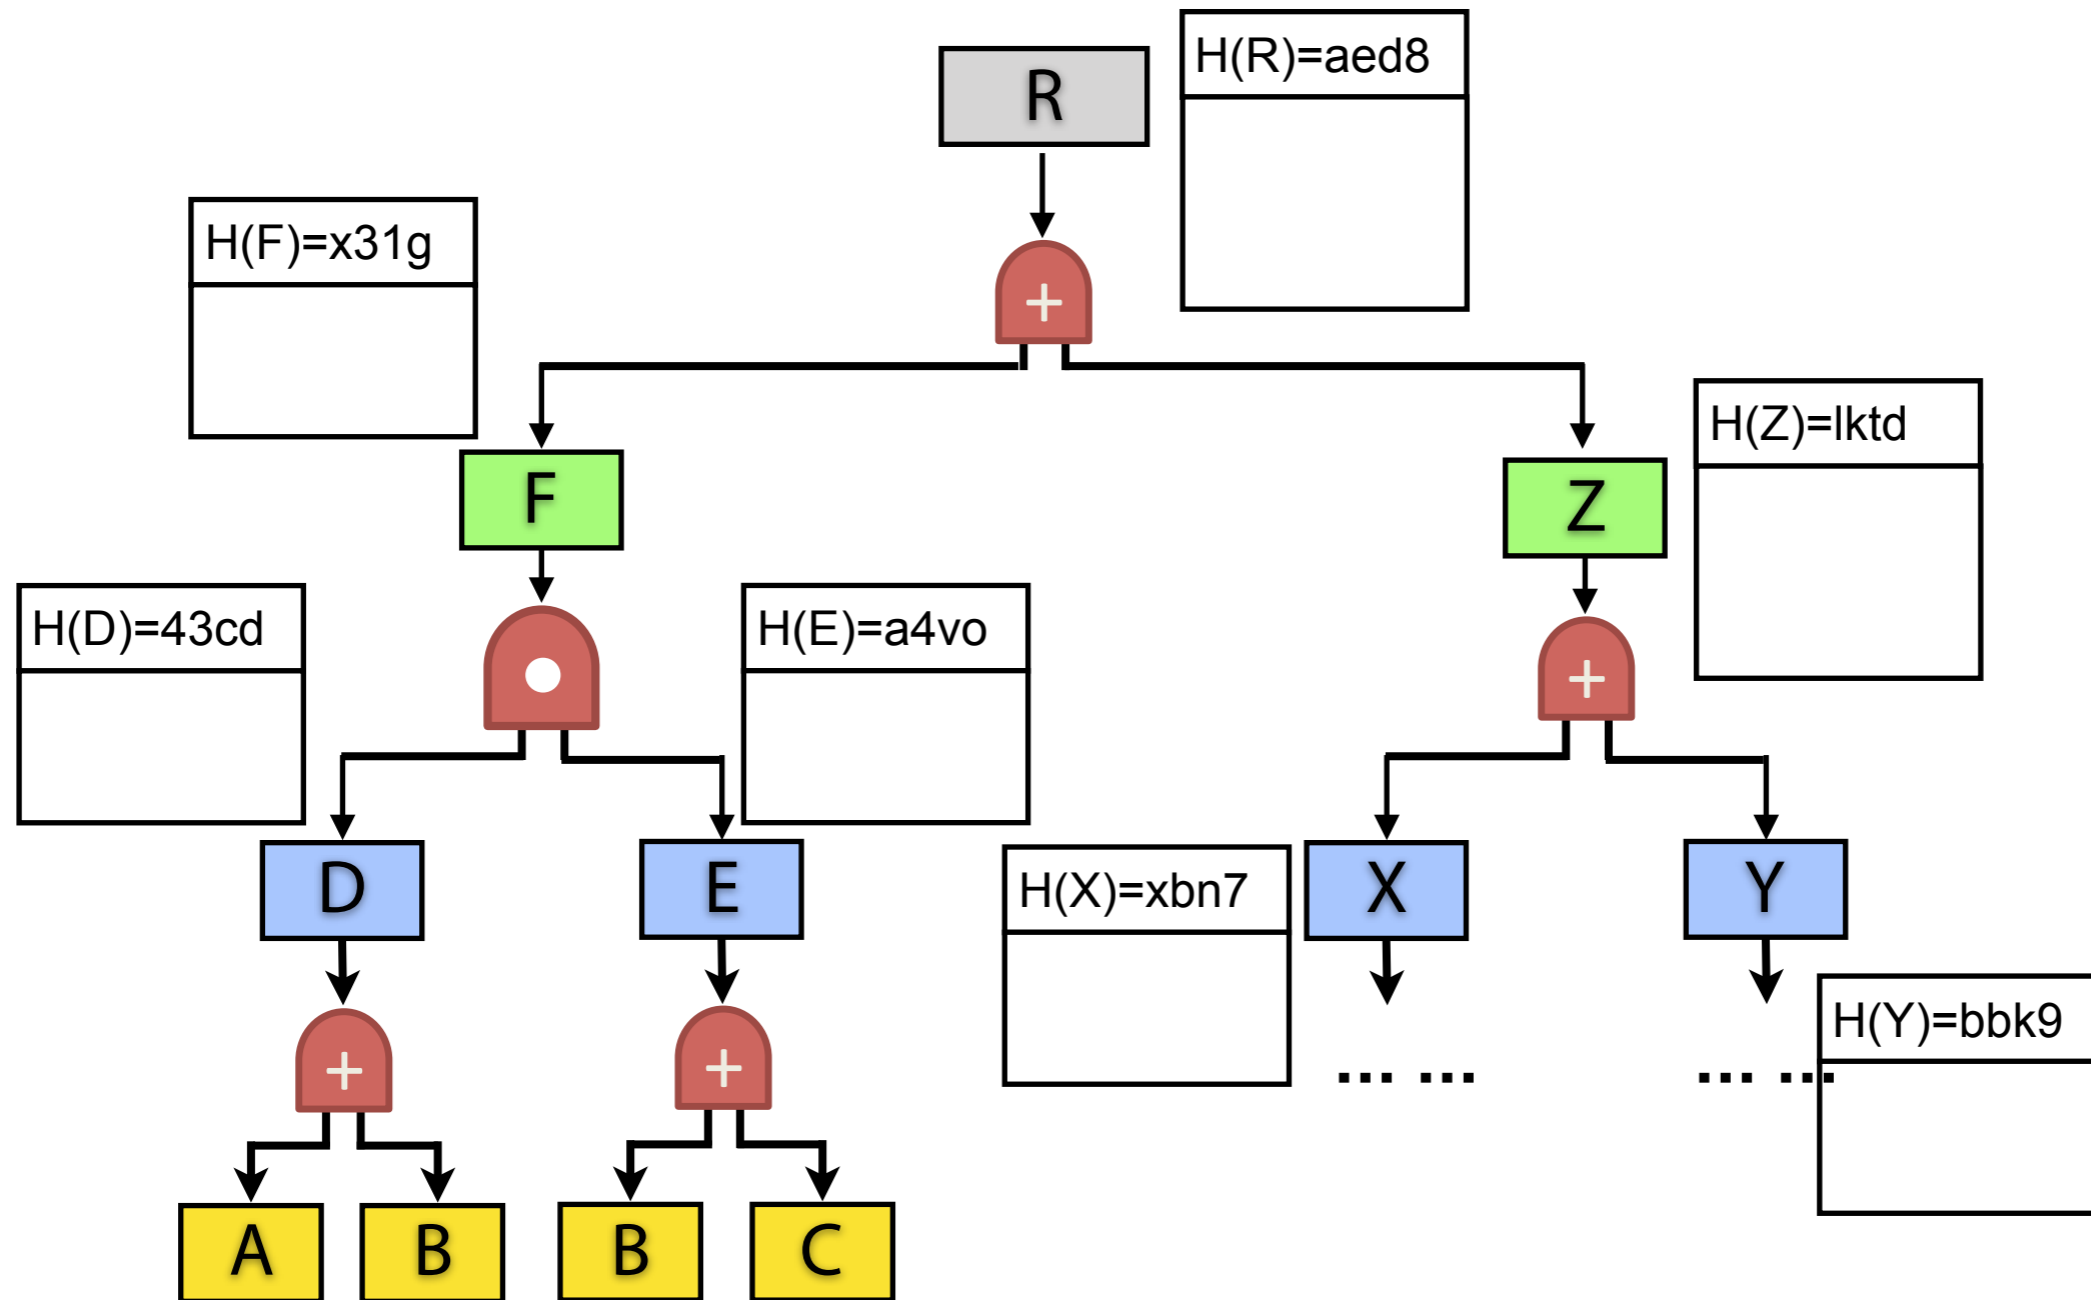 R
H(R)=aed8
H(F)=x31g
+
H(Z)=lktd
F
Z
H(D)=43cd
H(E)=a4vo
+
D
E
H(X)=xbn7
X
Y
H(Y)=bbk9
+
+
... ...
... ...
A
B
B
C